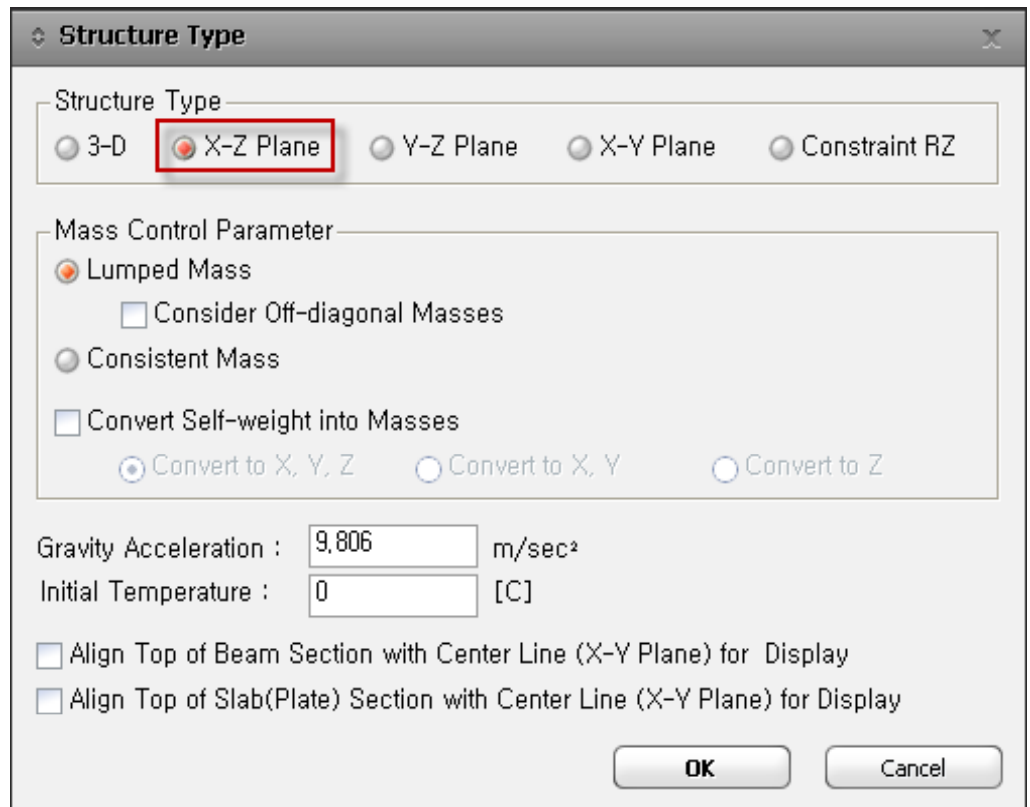 Structure Type
Structure Type
3-D X-Z Plane Y-Z Plane X-Y Plane Constraint RZ
Mass Control Parameter
Lumped Mass
Consider Off-diagonal Masses
Consistent Mass
Convert Self-weight into Masses
Convert to X, Y, Z Convert to X, Y Convert to Z
Gravity Acceleration : 9,806 m/sec²
Initial Temperature : 0 [C]
Align Top of Beam Section with Center Line (X-Y Plane) for Display
Align Top of Slab(Plate) Section with Center Line (X-Y Plane) for Display
OK Cancel